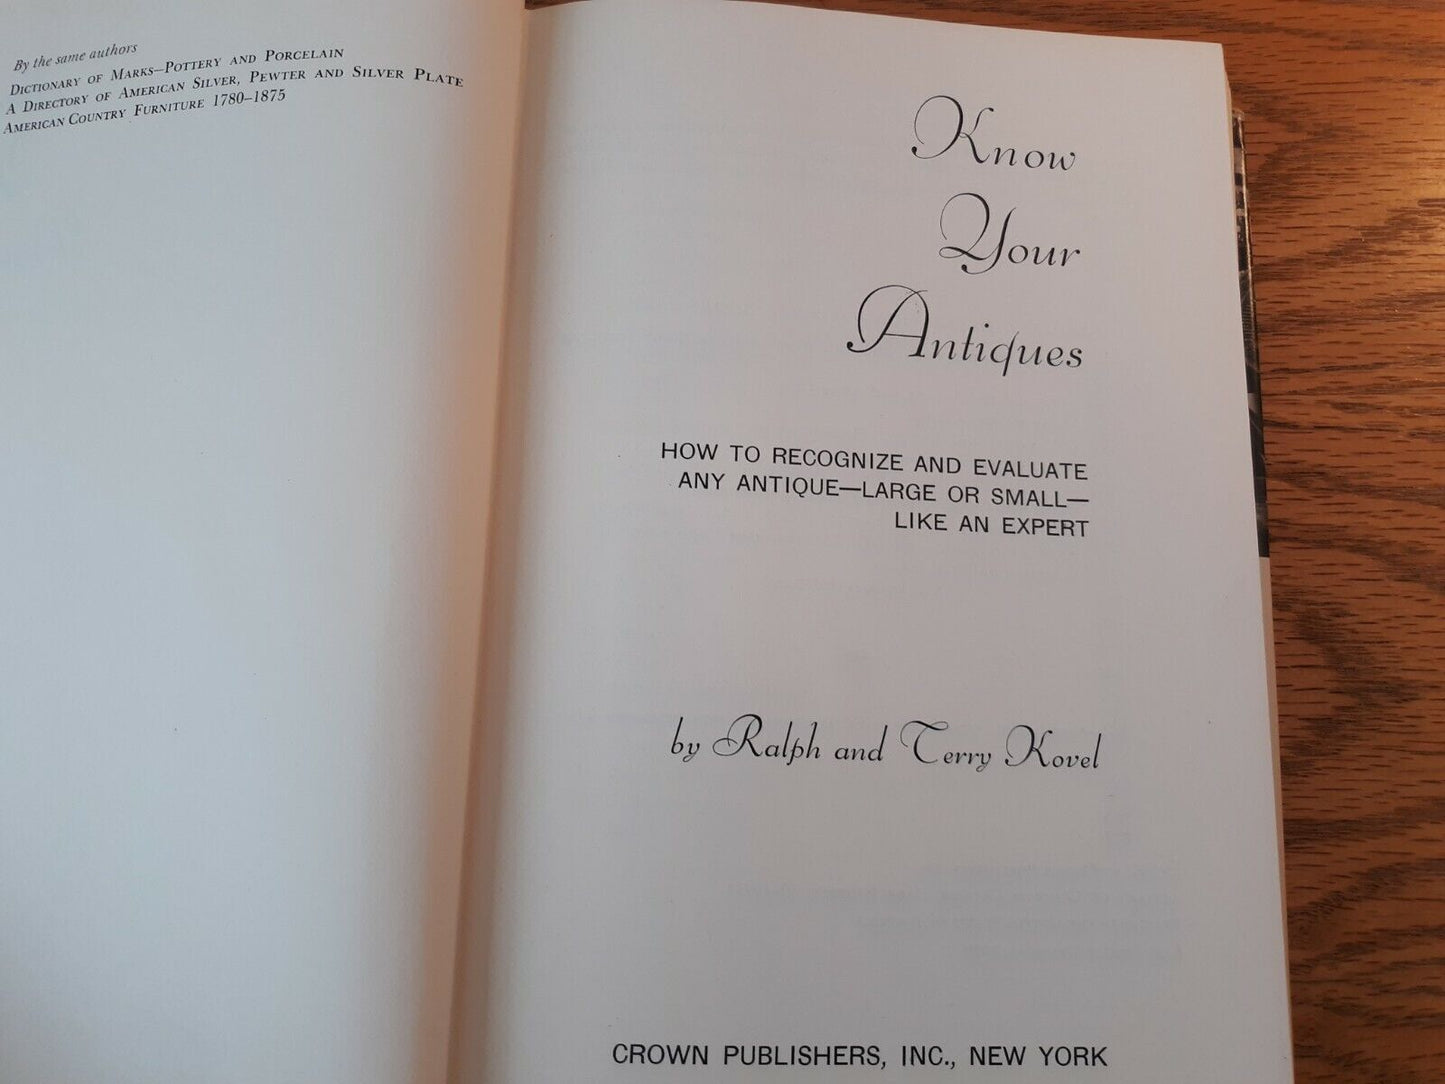 By the same authors
Dictionary of Marks—Pottery and Porcelain
A Directory of American Silver, Pewter and Silver Plate
American Country Furniture 1780–1875
Know
Your
Antiques
HOW TO RECOGNIZE AND EVALUATE
ANY ANTIQUE—LARGE OR SMALL—
LIKE AN EXPERT
by Ralph and Terry Kovel
CROWN PUBLISHERS, INC., NEW YORK